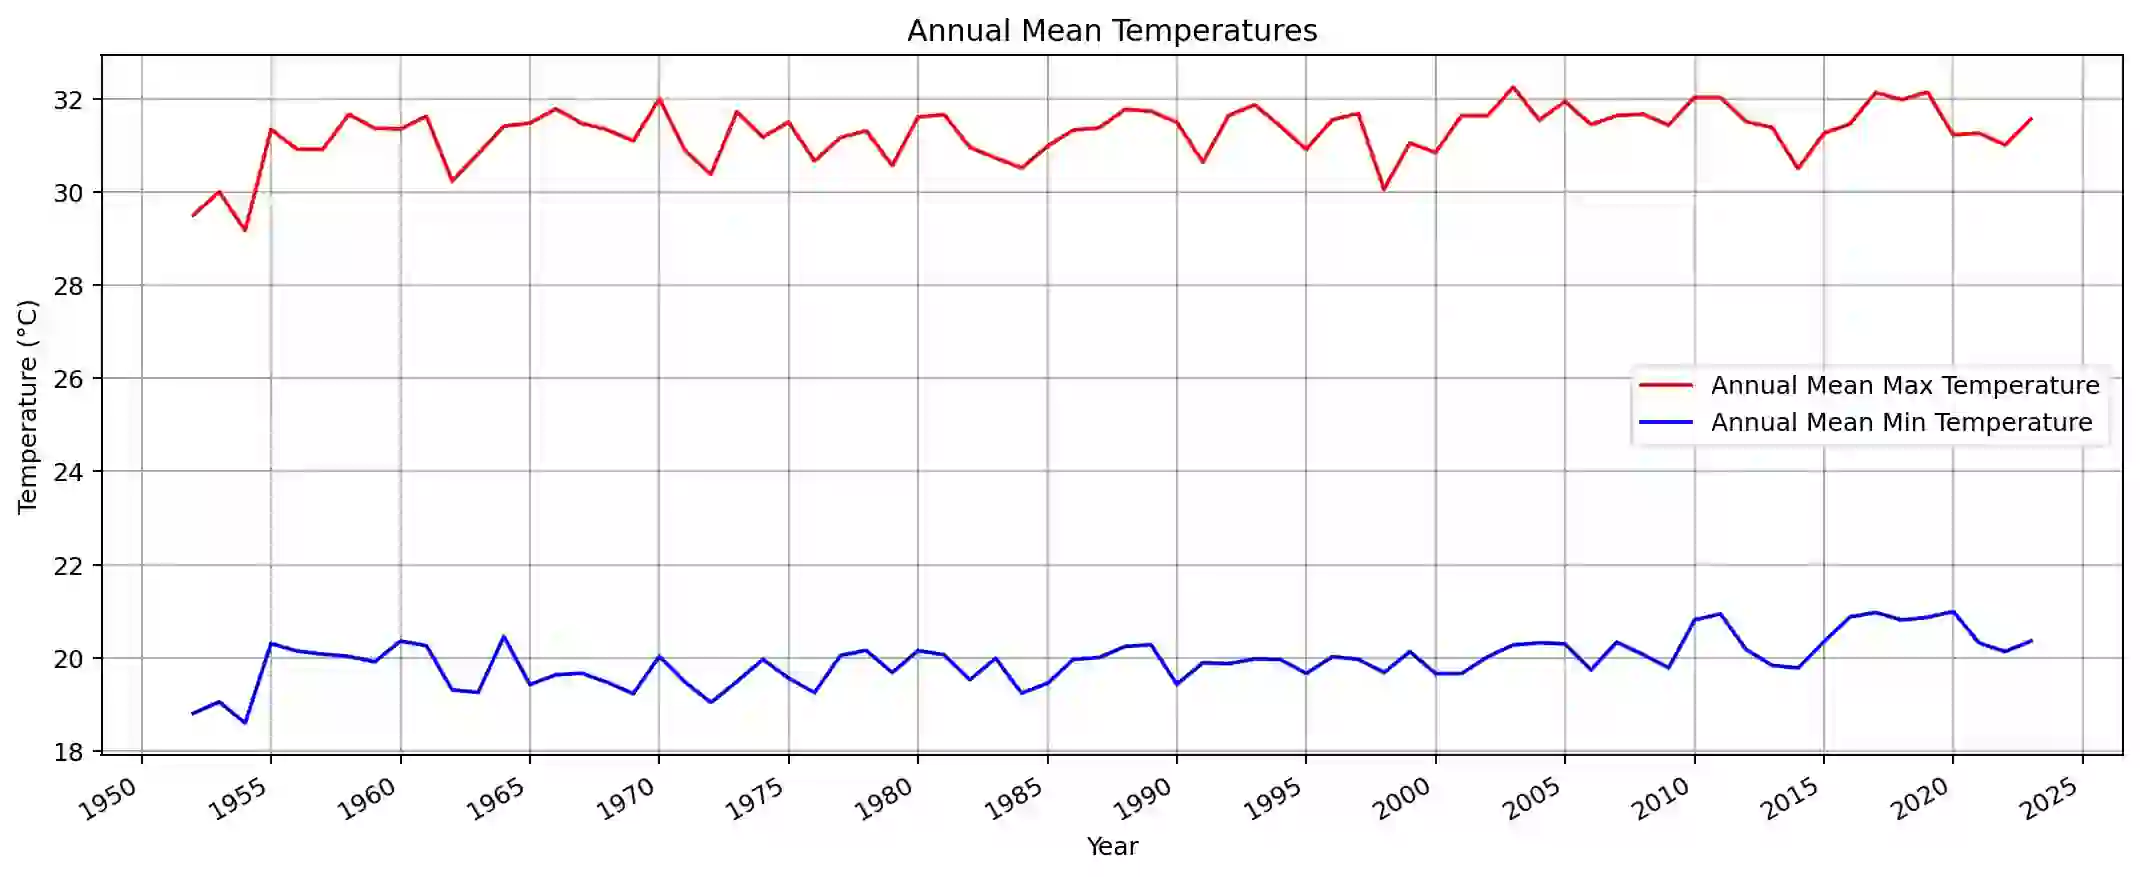 Annual Mean Temperatures
32
30
28
26
24
22
20
18
Temperature (°C)
Annual Mean Max Temperature
Annual Mean Min Temperature
1950 1955 1960 1965 1970 1975 1980 1985 1990 1995 2000 2005 2010 2015 2020 2025
Year